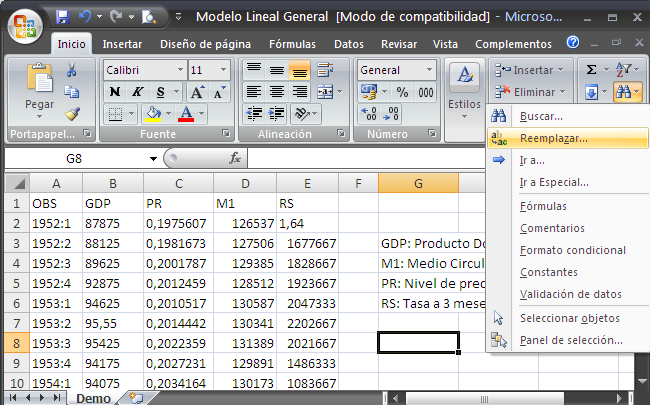 Modelo Lineal General [Modo de compatibilidad] - Microso...
Inicio Insertar Diseño de página Fórmulas Datos Revisar Vista Complementos
Pegar
Portapapel...
Calibri 11
N K S A A
Fuente
Alineación
General
% 000
Número
Estilos
Insertar
Eliminar
Σ
Buscar...
Reemplazar...
Ir a...
Ir a Especial...
Fórmulas
Comentarios
Formato condicional
Constantes
Validación de datos
Seleccionar objetos
Panel de selección...
G8 fx
A B C D E F G
1 OBS GDP PR M1 RS
2 1952:1 87875 0,1975607 126537 1,64
3 1952:2 88125 0,1981673 127506 1677667 GDP: Producto Do
4 1952:3 89625 0,2001787 129385 1828667 M1: Medio Circul
5 1952:4 92875 0,2012459 128512 1923667 PR: Nivel de prec
6 1953:1 94625 0,2010517 130587 2047333 RS: Tasa a 3 mese
7 1953:2 95,55 0,2014442 130341 2202667
8 1953:3 95425 0,2022359 131389 2021667
9 1953:4 94175 0,2027231 129891 1486333
10 1954:1 94075 0,2034164 130173 1083667
Demo